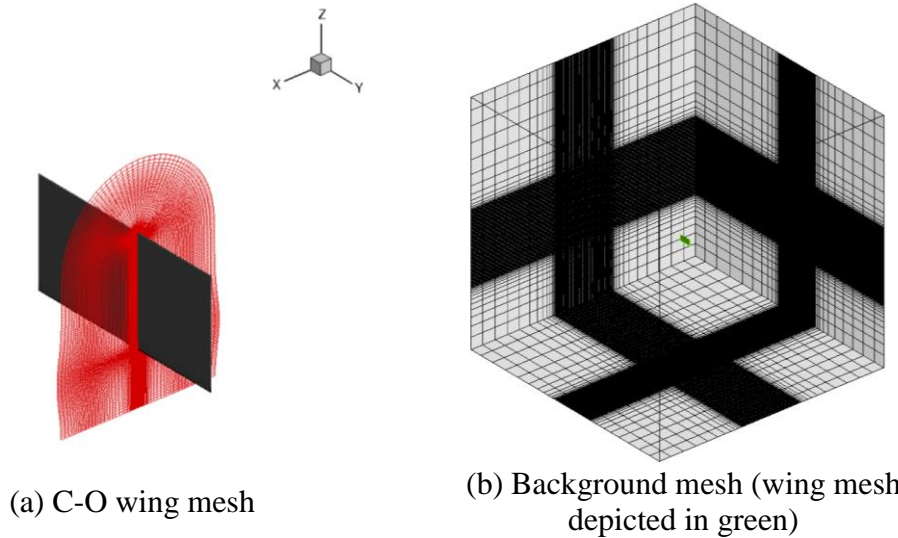 Z
X
Y
(a) C-O wing mesh
(b) Background mesh (wing mesh
depicted in green)